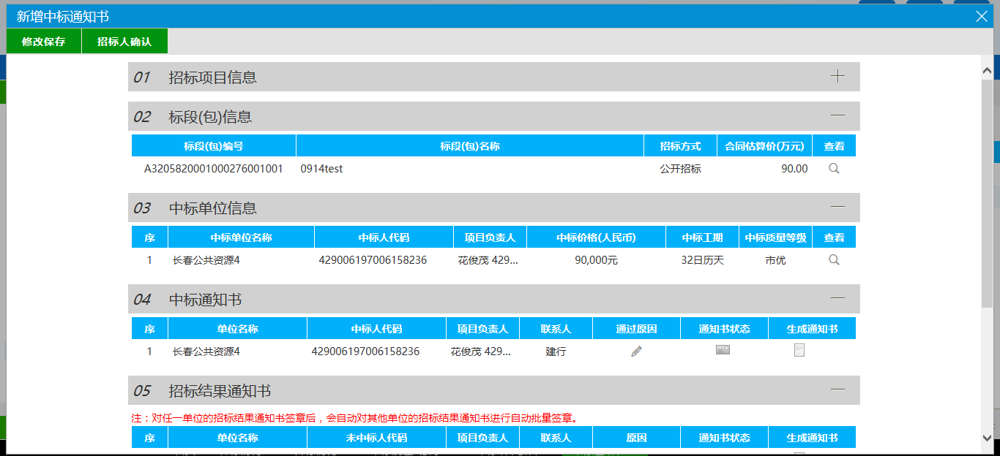 新增中标通知书
修改保存 招标人确认
01 招标项目信息
02 标段(包)信息
标段(包)编号 标段(包)名称 招标方式 合同估算价(万元) 查看
A3205820001000276001001 0914test 公开招标 90.00
03 中标单位信息
序 中标单位名称 中标人代码 项目负责人 中标价格(人民币) 中标工期 中标质量等级 查看
1 长春公共资源4 429006197006158236 花俊茂 429... 90,000元 32日历天 市优
04 中标通知书
序 单位名称 中标人代码 项目负责人 联系人 通过原因 通知书状态 生成通知书
1 长春公共资源4 429006197006158236 花俊茂 429... 建行
05 招标结果通知书
注：对任一单位的招标结果通知书签章后，会自动对其他单位的招标结果通知书进行自动批量签章。
序 单位名称 未中标人代码 项目负责人 联系人 原因 通知书状态 生成通知书